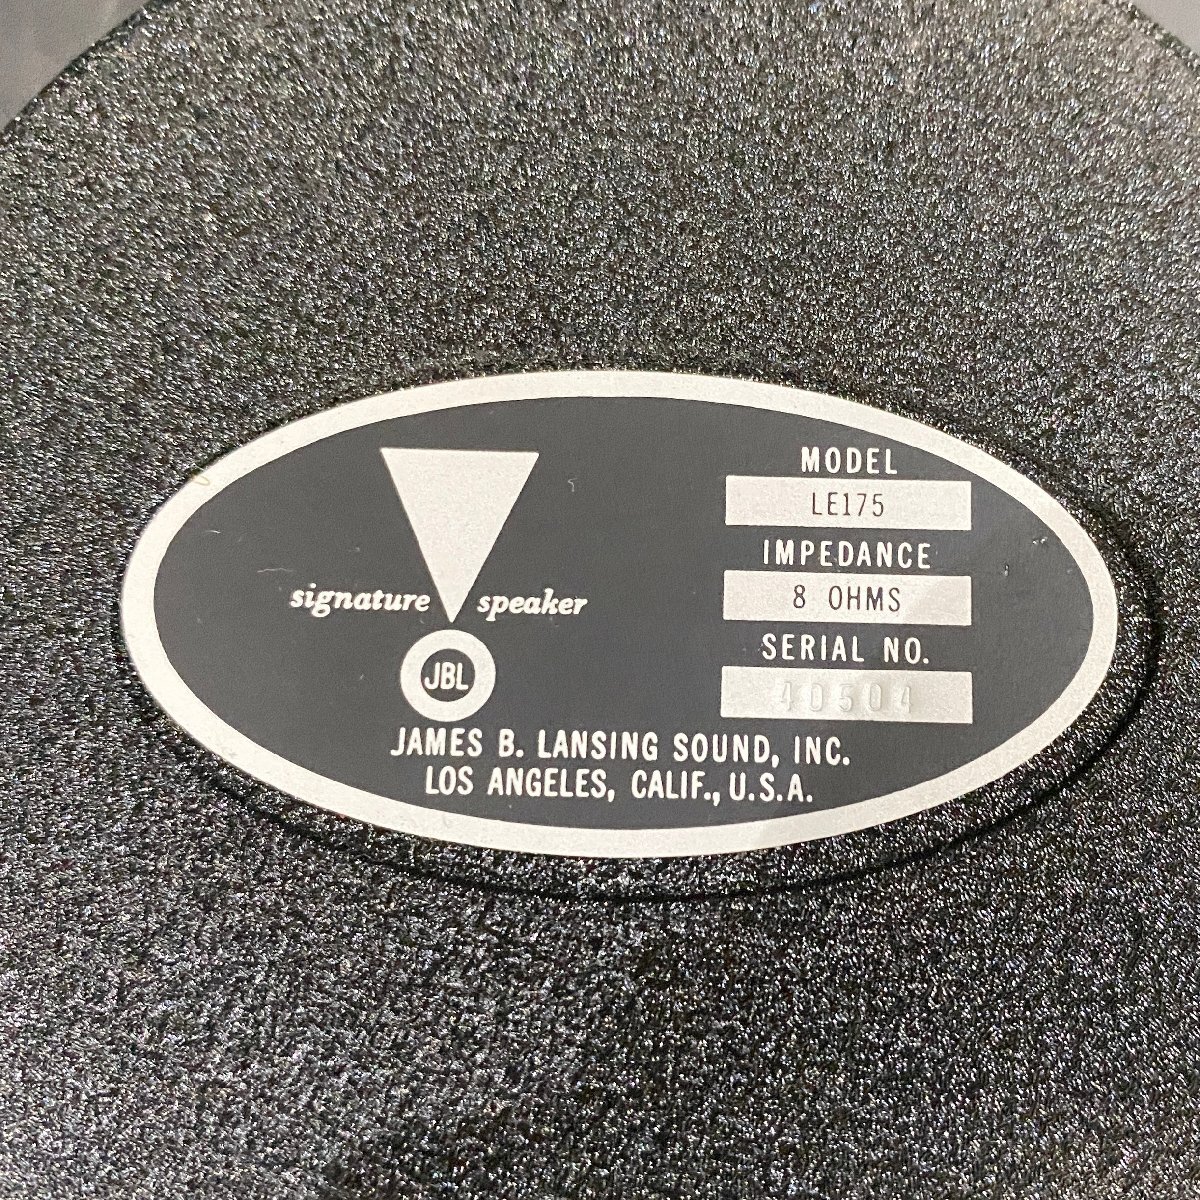 signature speaker
JBL
MODEL
LE175
IMPEDANCE
8 OHMS
SERIAL NO.
40504
JAMES B. LANSING SOUND, INC.
LOS ANGELES, CALIF., U.S.A.